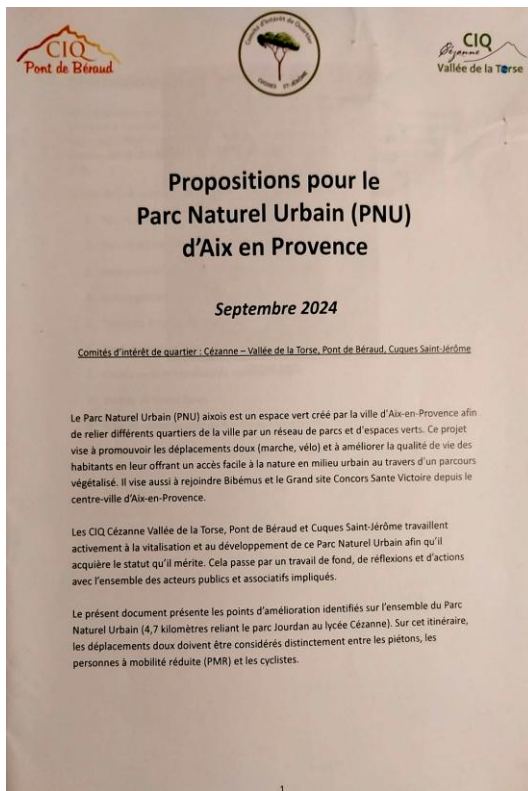 CIQ
Pont de Béraud
Comité d'Intérêt de Quartier
CUQUES ST-JÉRÔME
CIQ
Cézanne
Vallée de la Torse
Propositions pour le
Parc Naturel Urbain (PNU)
d'Aix en Provence
Septembre 2024
Comités d'intérêt de quartier : Cézanne – Vallée de la Torse, Pont de Béraud, Cuques Saint-Jérôme
Le Parc Naturel Urbain (PNU) aixois est un espace vert créé par la ville d'Aix-en-Provence afin
de relier différents quartiers de la ville par un réseau de parcs et d'espaces verts. Ce projet
vise à promouvoir les déplacements doux (marche, vélo) et à améliorer la qualité de vie des
habitants en leur offrant un accès facile à la nature en milieu urbain au travers d'un parcours
végétalisé. Il vise aussi à rejoindre Bibémus et le Grand site Concors Sante Victoire depuis le
centre-ville d'Aix-en-Provence.
Les CIQ Cézanne Vallée de la Torse, Pont de Béraud et Cuques Saint-Jérôme travaillent
activement à la vitalisation et au développement de ce Parc Naturel Urbain afin qu'il
acquière le statut qu'il mérite. Cela passe par un travail de fond, de réflexions et d'actions
avec l'ensemble des acteurs publics et associatifs impliqués.
Le présent document présente les points d'amélioration identifiés sur l'ensemble du Parc
Naturel Urbain (4,7 kilomètres reliant le parc Jourdan au lycée Cézanne). Sur cet itinéraire,
les déplacements doux doivent être considérés distinctement entre les piétons, les
personnes à mobilité réduite (PMR) et les cyclistes.
1